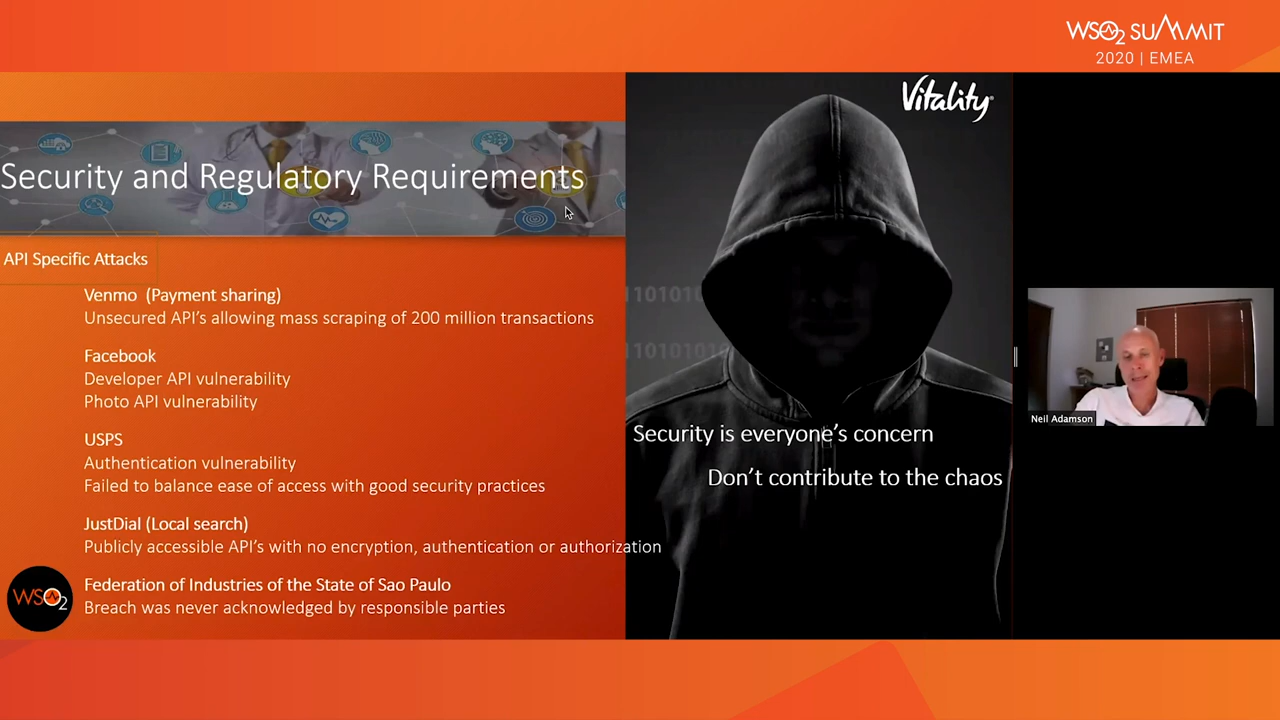 WSO2 SUMMIT
2020 | EMEA
Vitality
Security and Regulatory Requirements
API Specific Attacks
Venmo (Payment sharing)
Unsecured API's allowing mass scraping of 200 million transactions
Facebook
Developer API vulnerability
Photo API vulnerability
USPS
Authentication vulnerability
Failed to balance ease of access with good security practices
JustDial (Local search)
Publicly accessible API's with no encryption, authentication or authorization
Federation of Industries of the State of Sao Paulo
Breach was never acknowledged by responsible parties
WSO2
110101
11010101
Security is everyone's concern
Don't contribute to the chaos
Neil Adamson